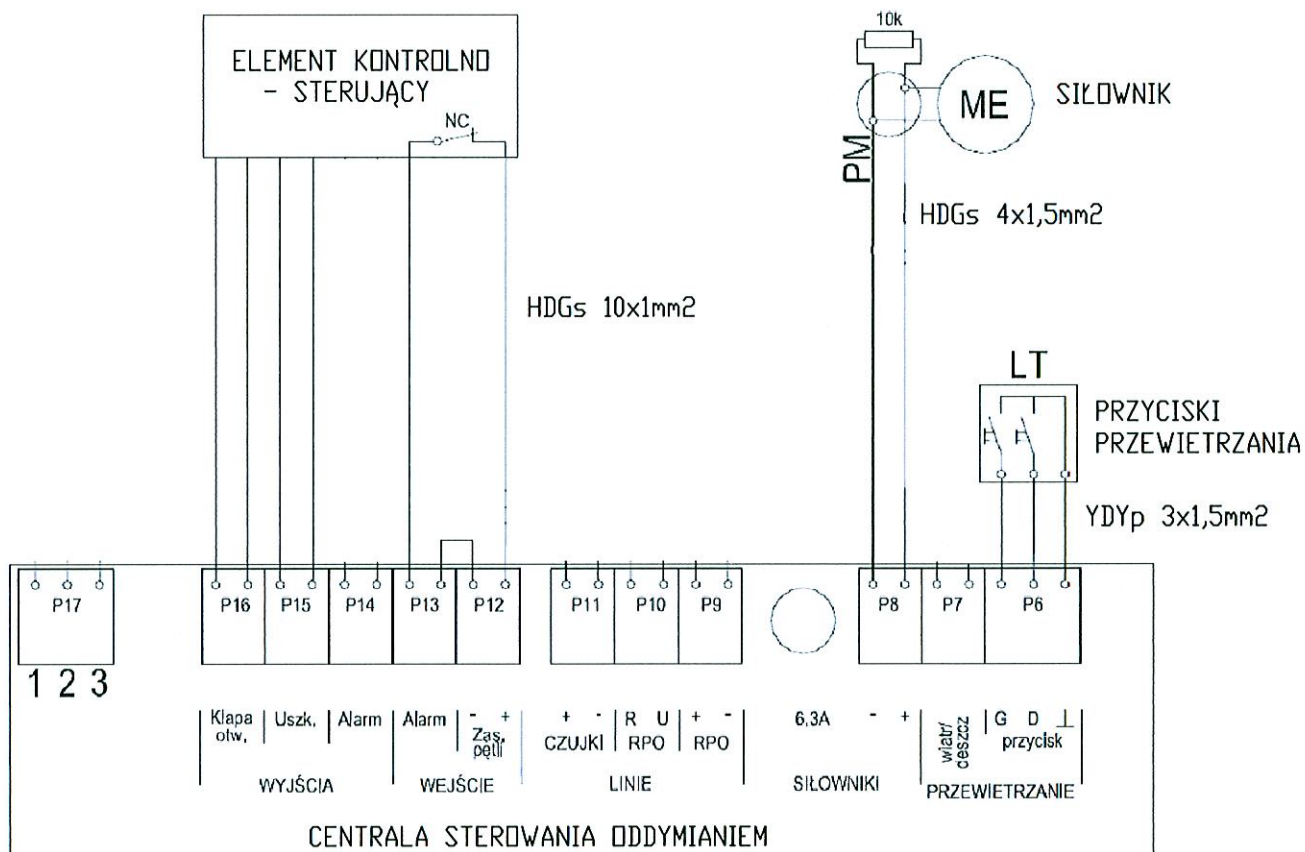 10k
ELEMENT KONTROLNO
- STERUJĄCY
NC
ME
SIŁOWNIK
PM
HDGs 4x1,5mm2
HDGs 10x1mm2
LT
PRZYCISKI
PRZEWIETRZANIA
YDYp 3x1,5mm2
P17 P16 P15 P14 P13 P12 P11 P10 P9 P8 P7 P6
1 2 3
Klapa otw. Uszk. Alarm Alarm - + Zas. pętli + - CZUJKI R U RPO + - RPO 6,3A - + wiatr/deszcz G D ⊥ przycisk
WYJŚCIA WEJŚCIE LINIE SIŁOWNIKI PRZEWIETRZANIE
CENTRALA STEROWANIA ODDYMIANIEM